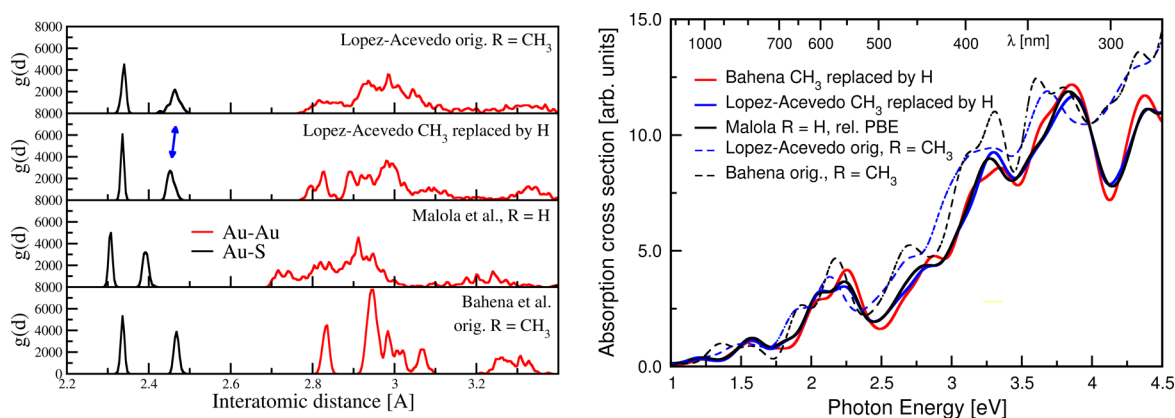 8000
6000
4000
2000
g(d)
Lopez-Acevedo orig. R = CH3
8000
6000
4000
2000
g(d)
Lopez-Acevedo CH3 replaced by H
8000
6000
4000
2000
g(d)
Malola et al., R = H
Au-Au
Au-S
8000
6000
4000
2000
0
g(d)
Bahena et al.
orig. R = CH3
2.2 2.4 2.6 2.8 3 3.2
Interatomic distance [A]
1000 700 600 500 400 λ [nm] 300
15.0
10.0
5.0
0.0
Absorption cross section [arb. units]
Bahena CH3 replaced by H
Lopez-Acevedo CH3 replaced by H
Malola R = H, rel. PBE
Lopez-Acevedo orig, R = CH3
Bahena orig., R = CH3
1 1.5 2 2.5 3 3.5 4 4.5
Photon Energy [eV]